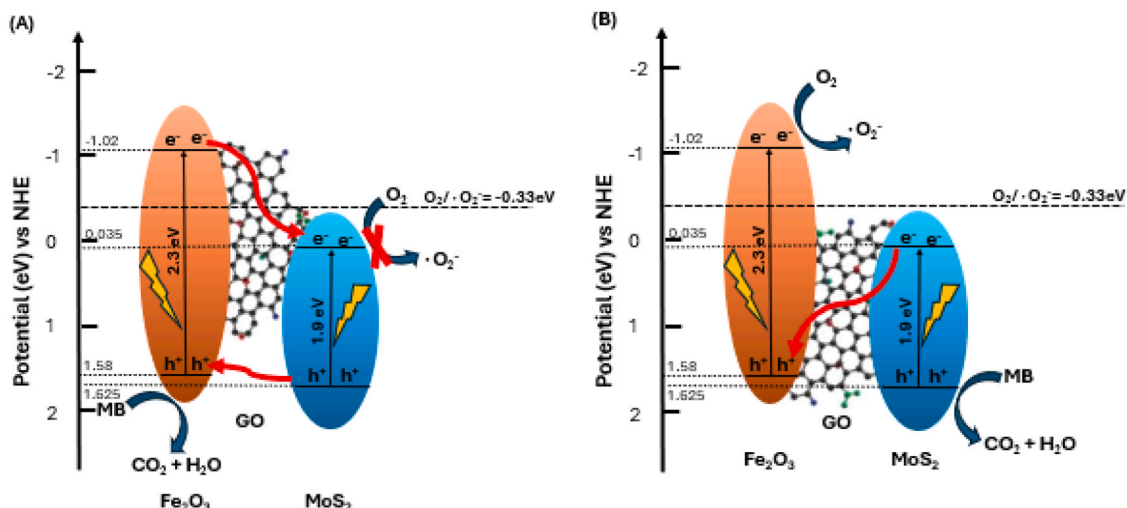 (A)
Potential (eV) vs NHE
-2
-1
0
1
2
-1.02
0.035
1.58
1.625
e⁻ e⁻
2.3 eV
h⁺ h⁺
O₂
O₂/ · O₂⁻ = -0.33eV
e⁻ e⁻
· O₂⁻
1.9 eV
h⁺ h⁺
MB
GO
CO₂ + H₂O
Fe₂O₃
MoS₂
(B)
Potential (eV) vs NHE
-2
-1
0
1
2
-1.02
0.035
1.58
1.625
O₂
· O₂⁻
e⁻ e⁻
O₂/ · O₂⁻ = -0.33eV
2.3 eV
h⁺ h⁺
e⁻ e⁻
1.9 eV
h⁺ h⁺
MB
GO
CO₂ + H₂O
Fe₂O₃
MoS₂